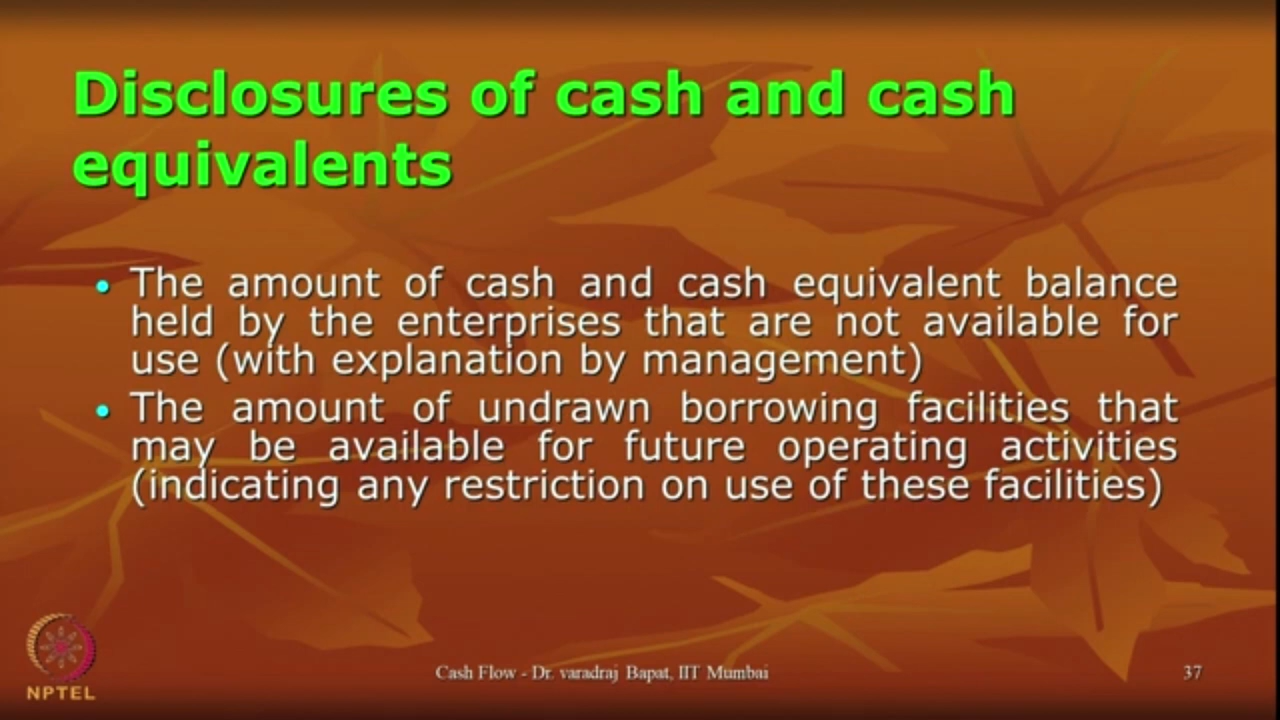 Disclosures of cash and cash
equivalents
• The amount of cash and cash equivalent balance
held by the enterprises that are not available for
use (with explanation by management)
• The amount of undrawn borrowing facilities that
may be available for future operating activities
(indicating any restriction on use of these facilities)
NPTEL
Cash Flow - Dr. varadraj Bapat, IIT Mumbai
37